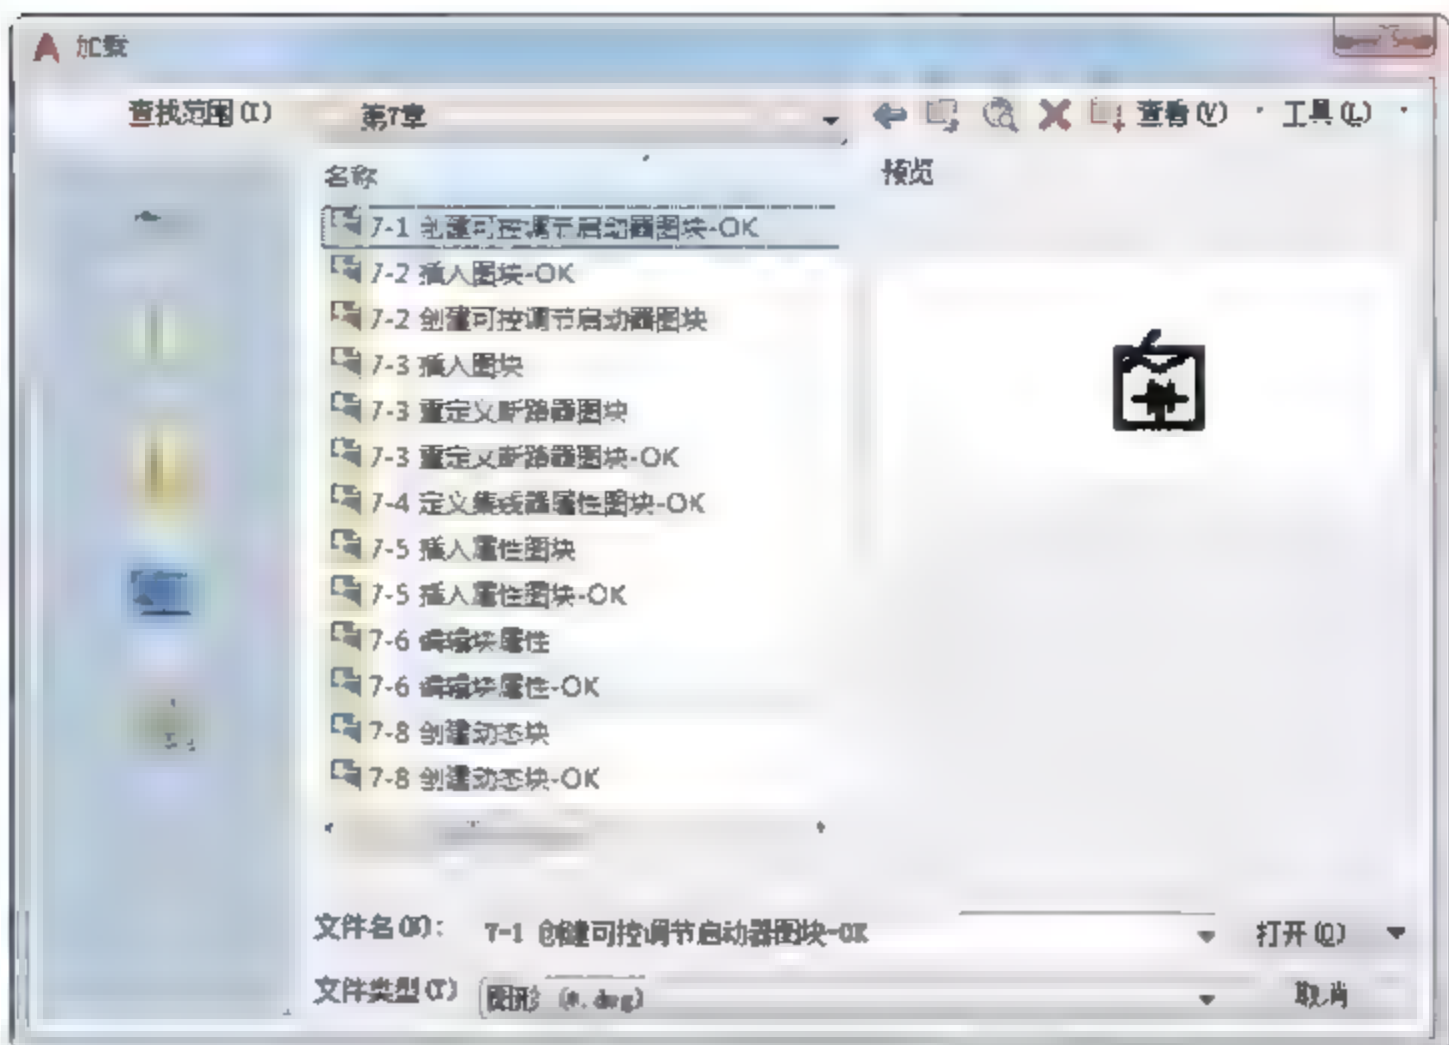 加载
查找范围(I) 第7章 查看(V) 工具(L)
名称 预览
7-1 创建可控调节启动器图块-OK
7-2 插入图块-OK
7-2 创建可控调节启动器图块
7-3 插入图块
7-3 重定义断路器图块
7-3 重定义断路器图块-OK
7-4 定义集线器属性图块-OK
7-5 插入属性图块
7-5 插入属性图块-OK
7-6 编辑块属性
7-6 编辑块属性-OK
7-8 创建动态块
7-8 创建动态块-OK
文件名(N): 7-1 创建可控调节启动器图块-OK 打开(O)
文件类型(T) 图形 (*.dwg) 取消